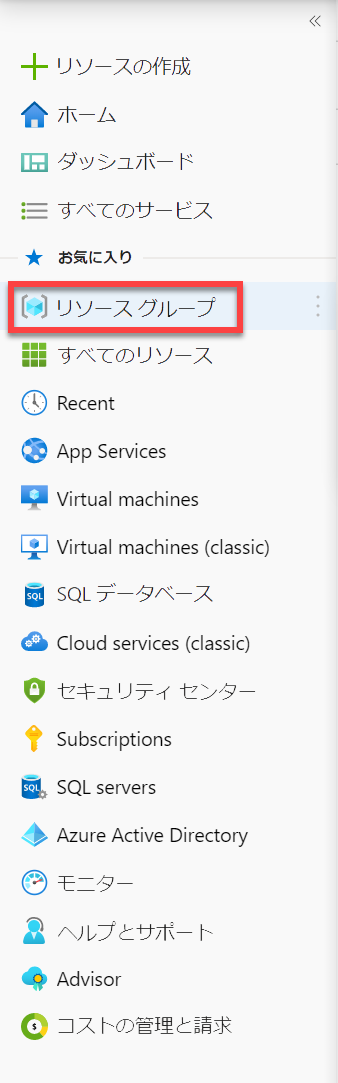 リソースの作成
ホーム
ダッシュボード
すべてのサービス
お気に入り
リソース グループ
すべてのリソース
Recent
App Services
Virtual machines
Virtual machines (classic)
SQL
SQL データベース
Cloud services (classic)
セキュリティ センター
Subscriptions
SQL
SQL servers
Azure Active Directory
モニター
ヘルプとサポート
Advisor
$
コストの管理と請求